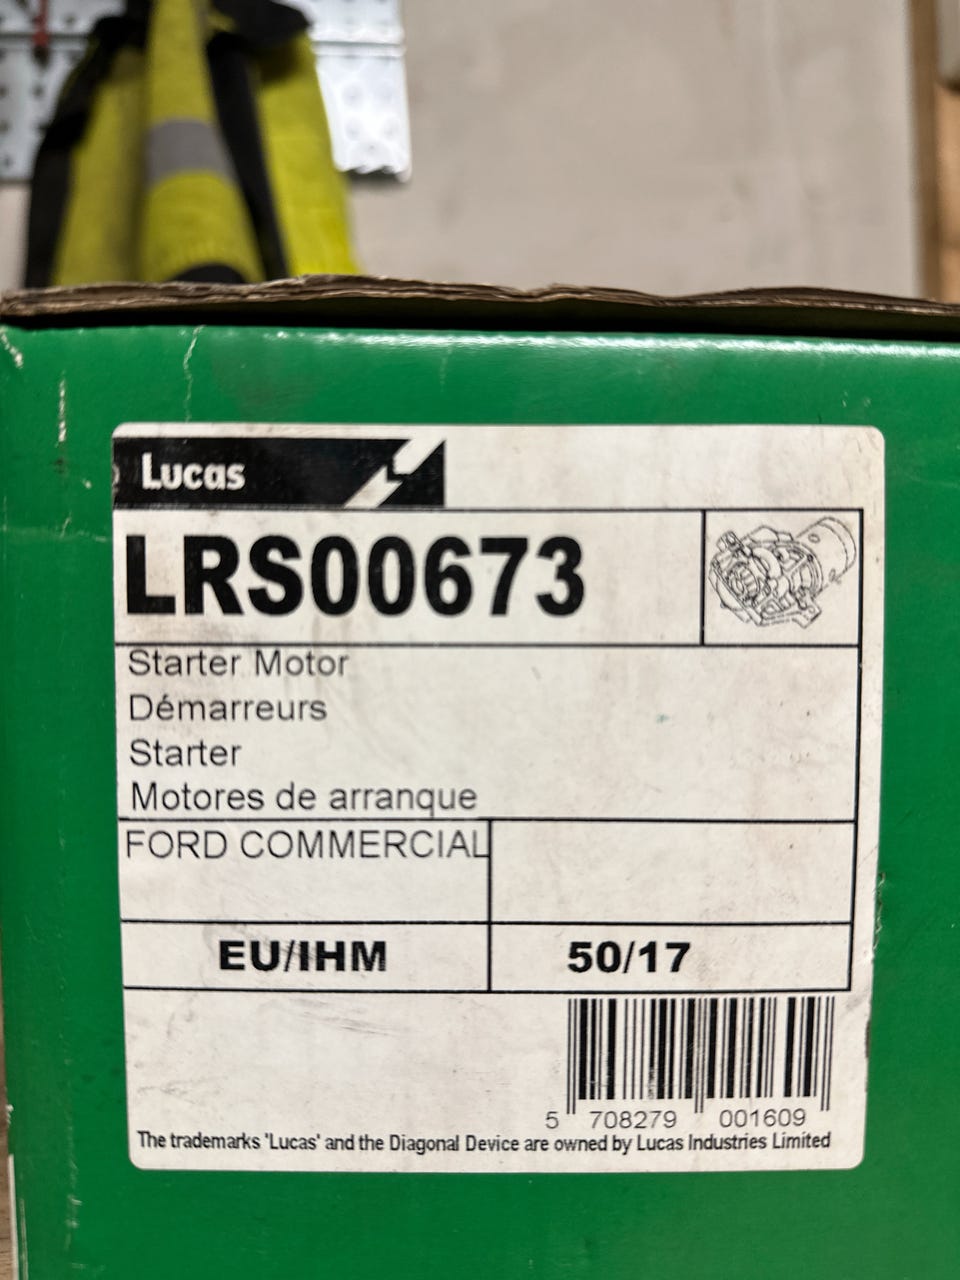 Lucas
LRS00673
Starter Motor
Démarreurs
Starter
Motores de arranque
FORD COMMERCIAL
EU/IHM 50/17
5 708279 001609
The trademarks 'Lucas' and the Diagonal Device are owned by Lucas Industries Limited